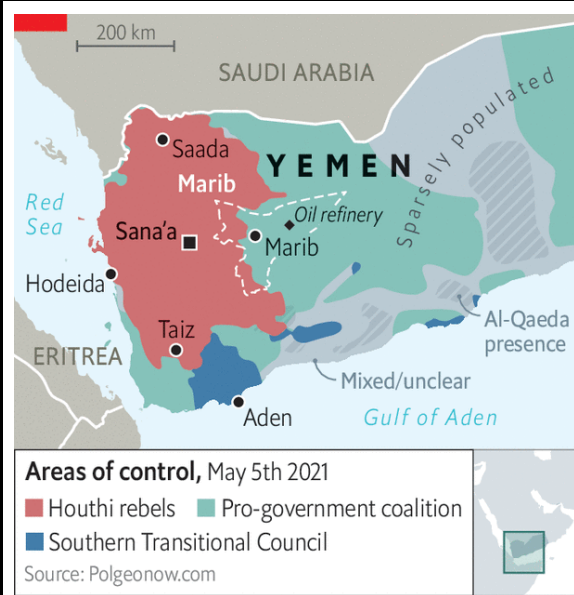 200 km
SAUDI ARABIA
Sparsely populated
Saada
YEMEN
Marib
Red
Sea
Oil refinery
Sana'a
Marib
Hodeida
Taiz
Al-Qaeda
presence
ERITREA
Mixed/unclear
Aden
Gulf of Aden
Areas of control, May 5th 2021
Houthi rebels
Pro-government coalition
Southern Transitional Council
Source: Polgeonow.com